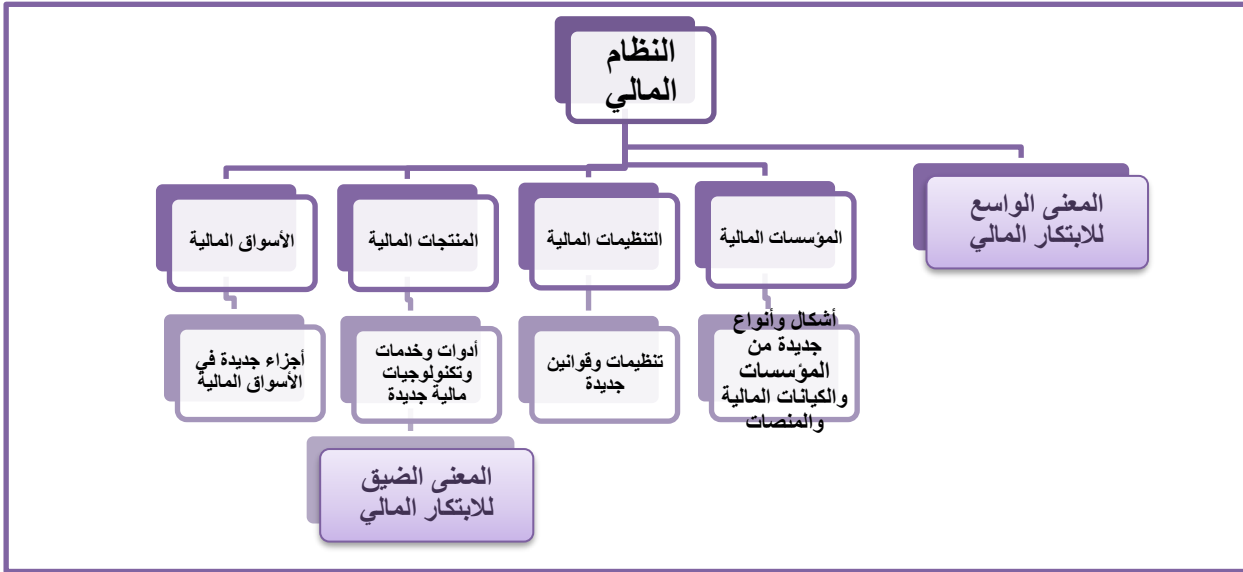 النظام
المالي
المعنى الواسع
للابتكار المالي
المؤسسات المالية
التنظيمات المالية
المنتجات المالية
الأسواق المالية
أشكال وأنواع
جديدة من
المؤسسات
والكيانات المالية
والمنصات
تنظيمات وقوانين
جديدة
أدوات وخدمات
وتكنولوجيات
مالية جديدة
أجزاء جديدة في
الأسواق المالية
المعنى الضيق
للابتكار المالي